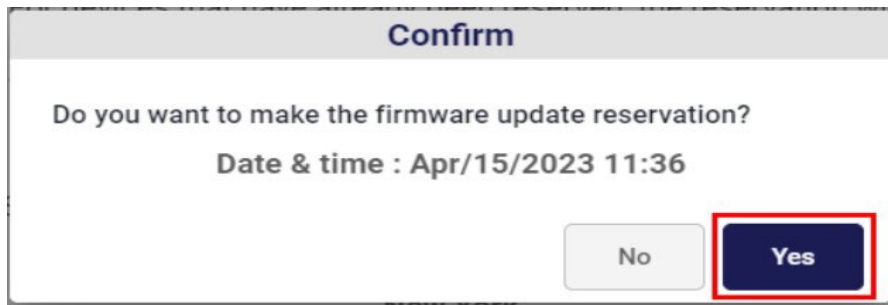 Confirm
Do you want to make the firmware update reservation?
Date & time : Apr/15/2023 11:36
No
Yes